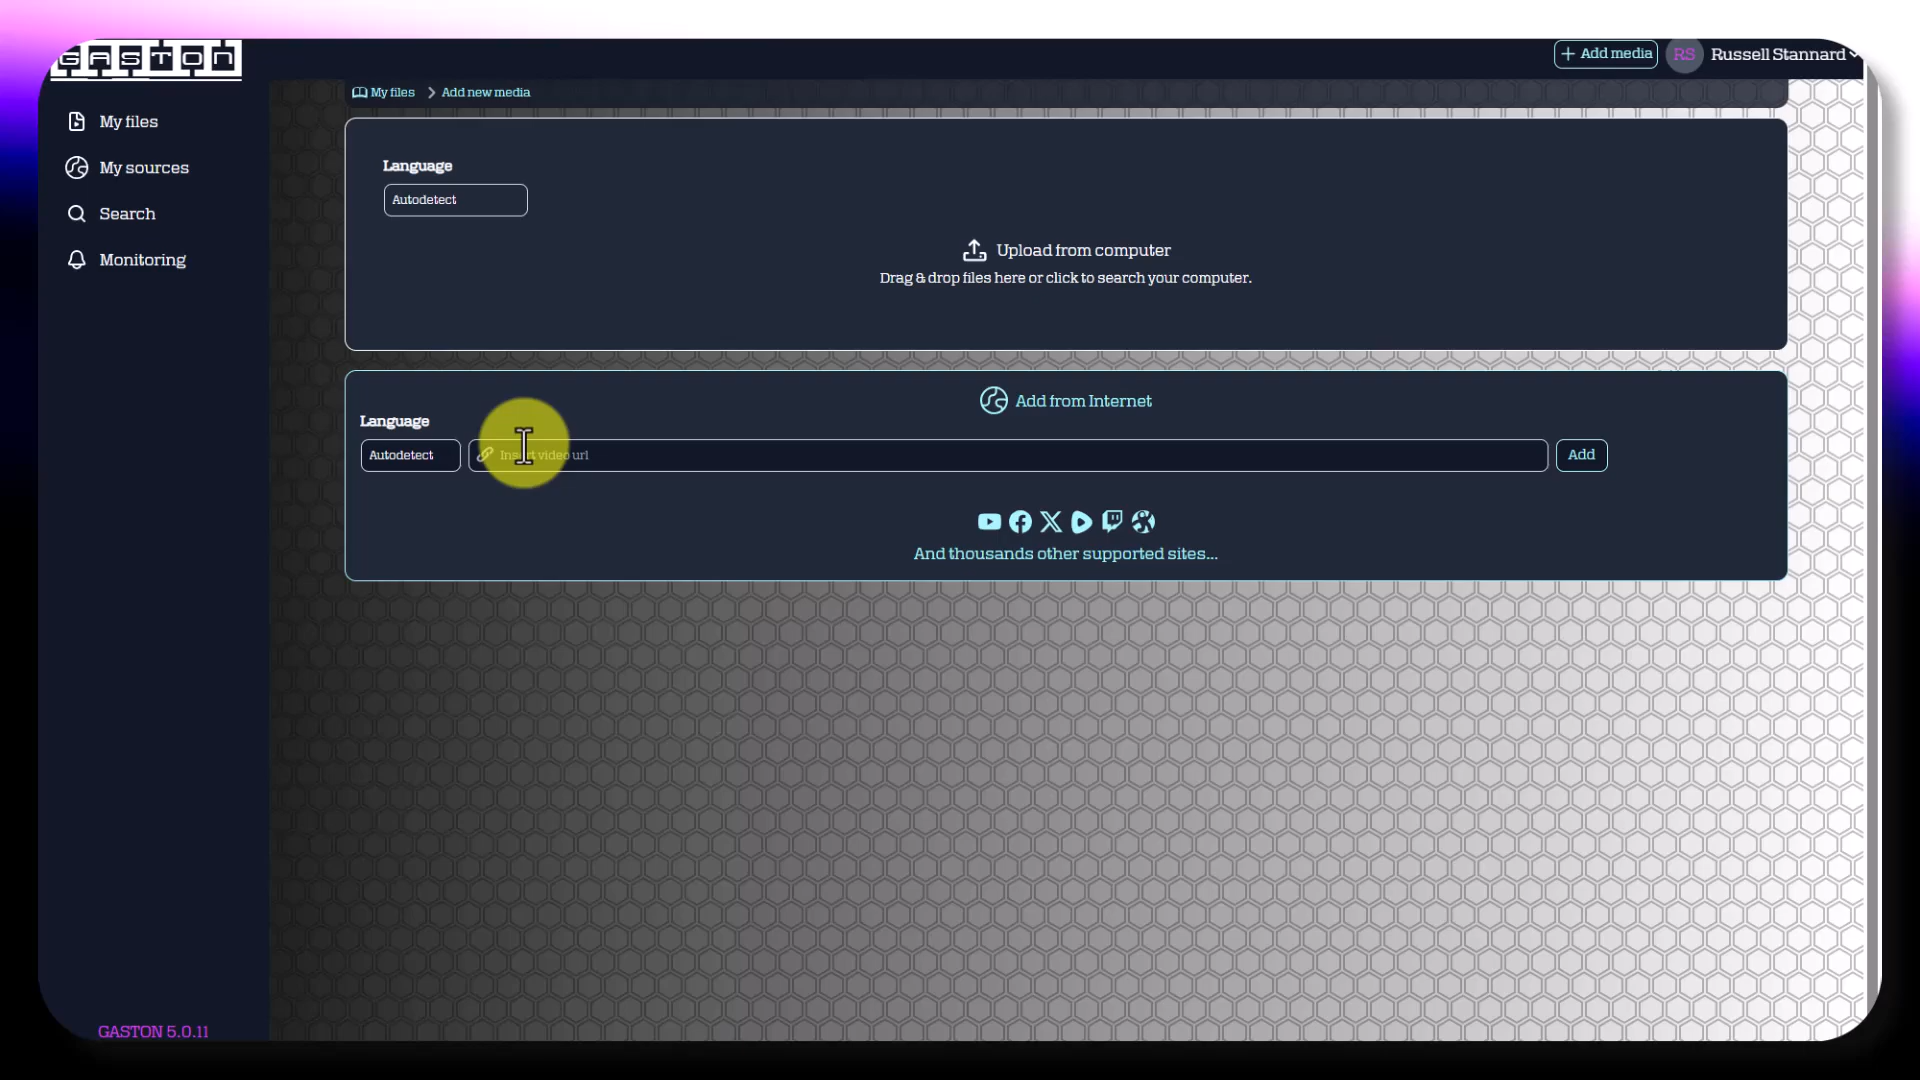 GASTON
+ Add media
RS
Russell Stannard
My files
My sources
Search
Monitoring
My files > Add new media
Language
Autodetect
Upload from computer
Drag & drop files here or click to search your computer.
Add from Internet
Language
Autodetect
Insert video url
Add
And thousands other supported sites...
GASTON 5.0.11